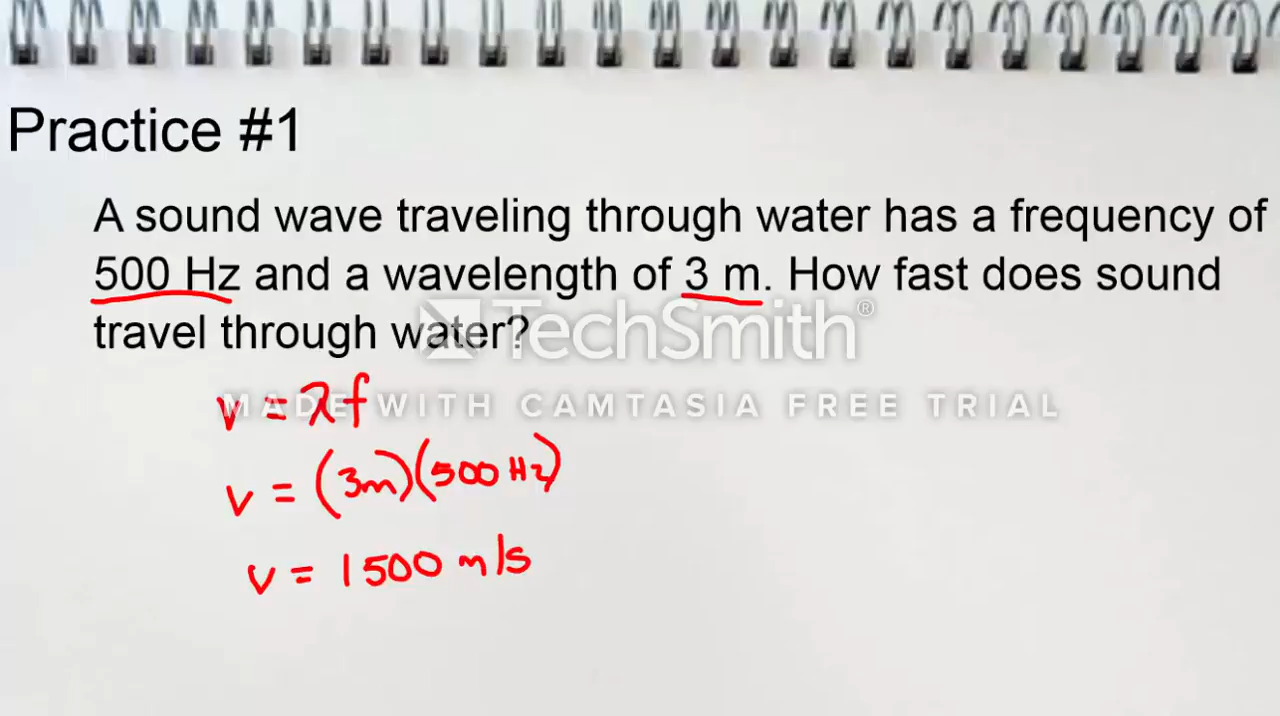 Practice #1
A sound wave traveling through water has a frequency of
500 Hz and a wavelength of 3 m. How fast does sound
travel through water?
TechSmith®
MADE WITH CAMTASIA FREE TRIAL
v = λf
v = (3m)(500 Hz)
v = 1500 m/s